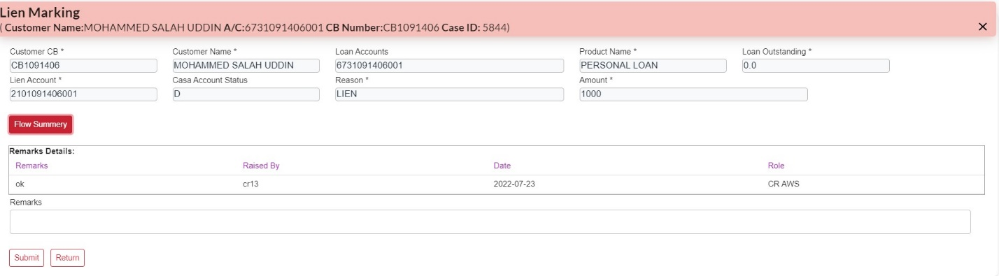 Lien Marking
( Customer Name:MOHAMMED SALAH UDDIN A/C:6731091406001 CB Number:CB1091406 Case ID: 5844)
Customer CB * Customer Name * Loan Accounts Product Name * Loan Outstanding *
CB1091406 MOHAMMED SALAH UDDIN 6731091406001 PERSONAL LOAN 0.0
Lien Account * Casa Account Status Reason * Amount *
2101091406001 D LIEN 1000
Flow Summery
Remarks Details:
Remarks Raised By Date Role
ok cr13 2022-07-23 CR AWS
Remarks
Submit Return